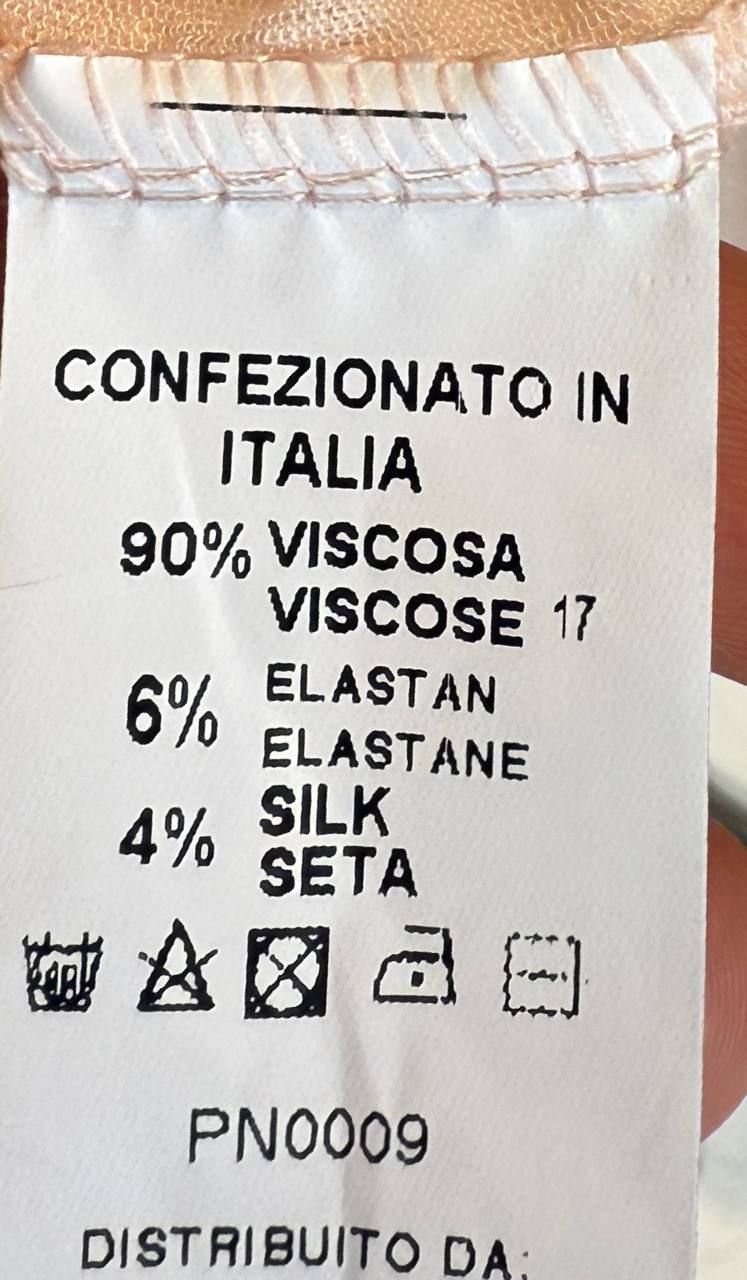 CONFEZIONATO IN
ITALIA
90% VISCOSA
VISCOSE 17
6% ELASTAN
ELASTANE
4% SILK
SETA
PN0009
DISTRIBUITO DA: